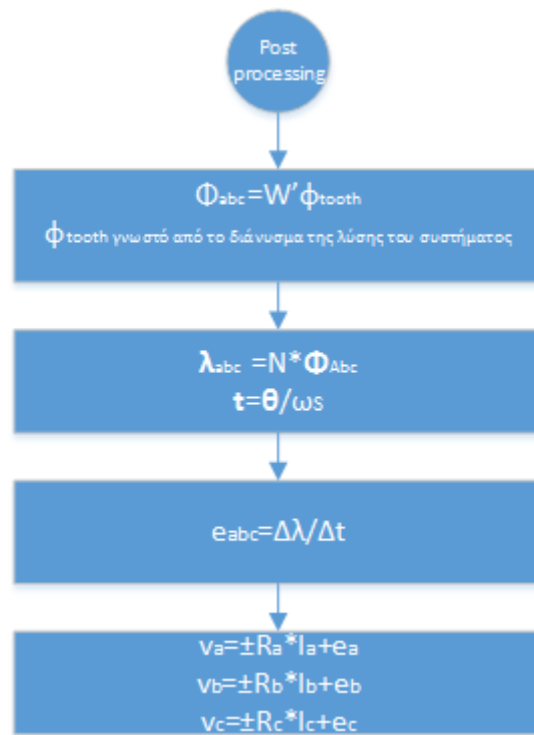 Post
processing
Φabc=W'ϕtooth
ϕtooth γνωστό από το διάνυσμα της λύσης του συστήματος
λabc =N*ΦAbc
t=θ/ωs
eabc=Δλ/Δt
va=±Ra*Ia+ea
vb=±Rb*Ib+eb
vc=±Rc*Ic+ec